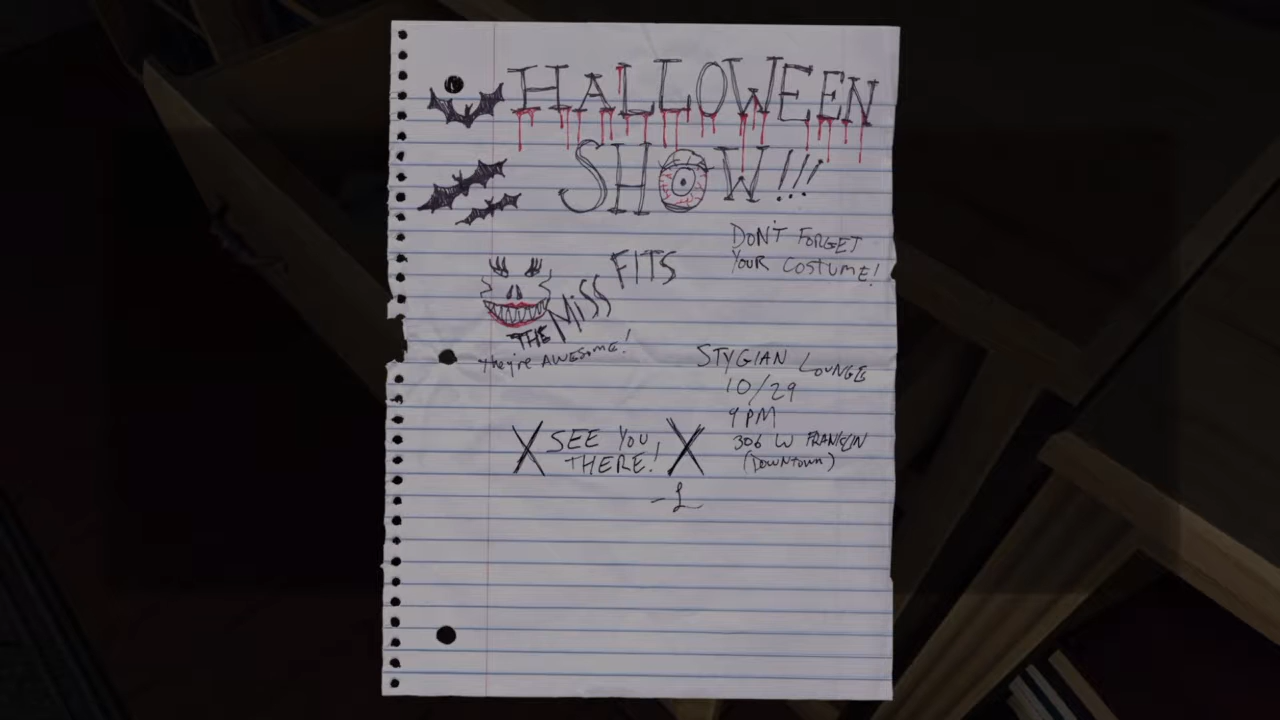 HALLOWEEN
SHOW!!!
DON'T FORGET
YOUR COSTUME!
THE MISS FITS
They're AWESOME!
STYGIAN LOUNGE
10/29
9PM
306 W FRANKLIN
(DOWNTOWN)
X SEE YOU THERE! X
-L